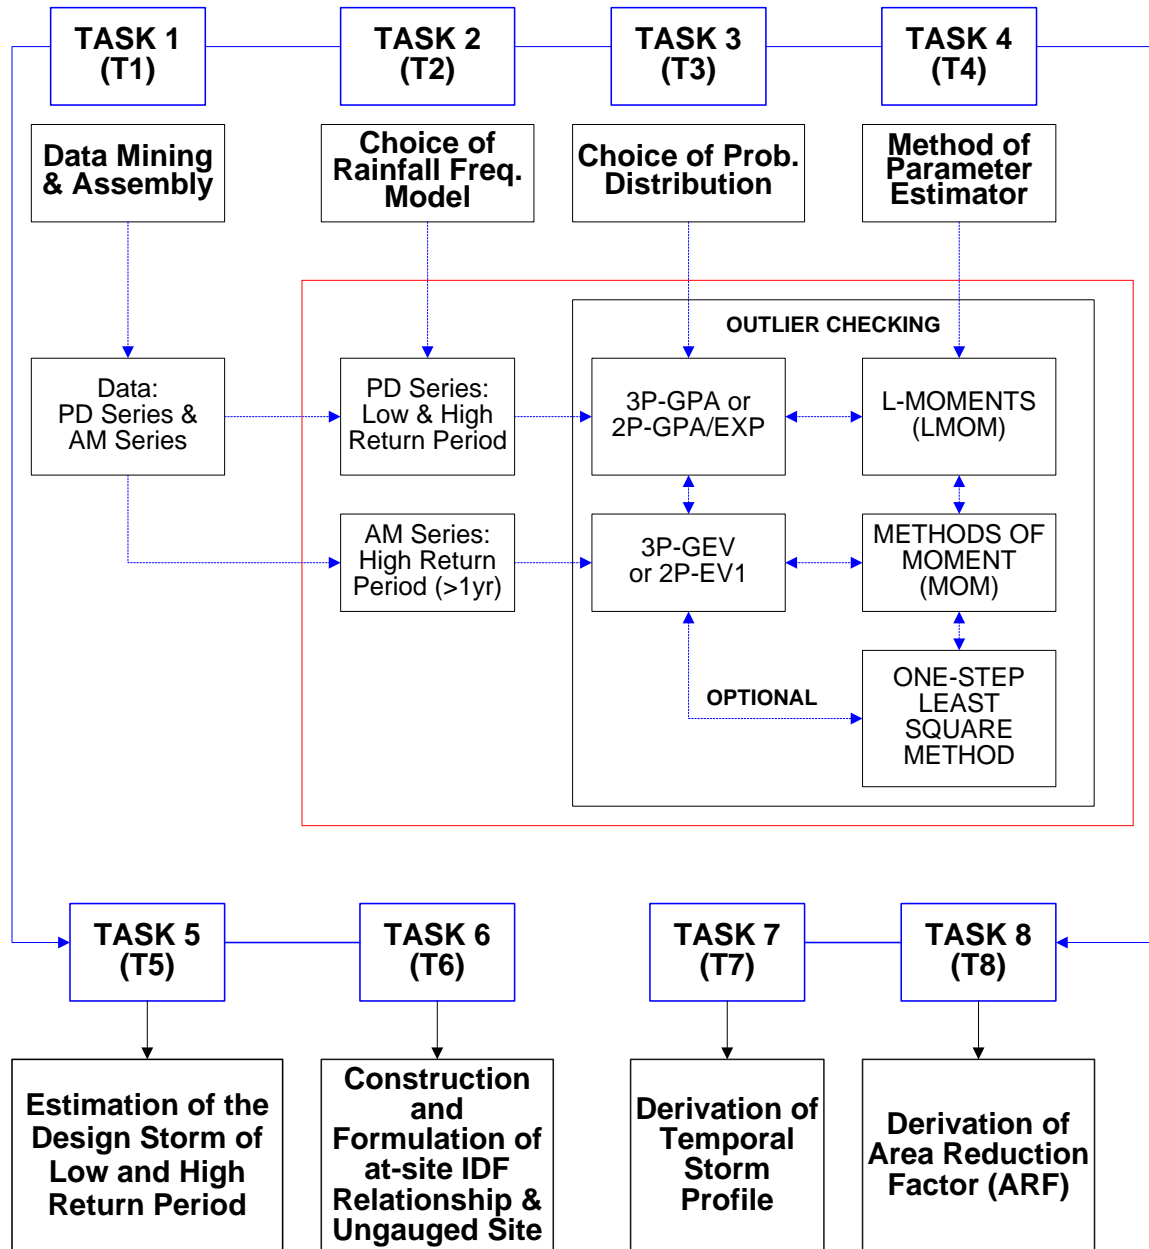 TASK 1
(T1)
TASK 2
(T2)
TASK 3
(T3)
TASK 4
(T4)
Data Mining
& Assembly
Choice of
Rainfall Freq.
Model
Choice of Prob.
Distribution
Method of
Parameter
Estimator
OUTLIER CHECKING
Data:
PD Series &
AM Series
PD Series:
Low & High
Return Period
3P-GPA or
2P-GPA/EXP
L-MOMENTS
(LMOM)
AM Series:
High Return
Period (>1yr)
3P-GEV
or 2P-EV1
METHODS OF
MOMENT
(MOM)
OPTIONAL
ONE-STEP
LEAST
SQUARE
METHOD
TASK 5
(T5)
TASK 6
(T6)
TASK 7
(T7)
TASK 8
(T8)
Estimation of the
Design Storm of
Low and High
Return Period
Construction
and
Formulation of
at-site IDF
Relationship &
Ungauged Site
Derivation of
Temporal
Storm
Profile
Derivation of
Area Reduction
Factor (ARF)